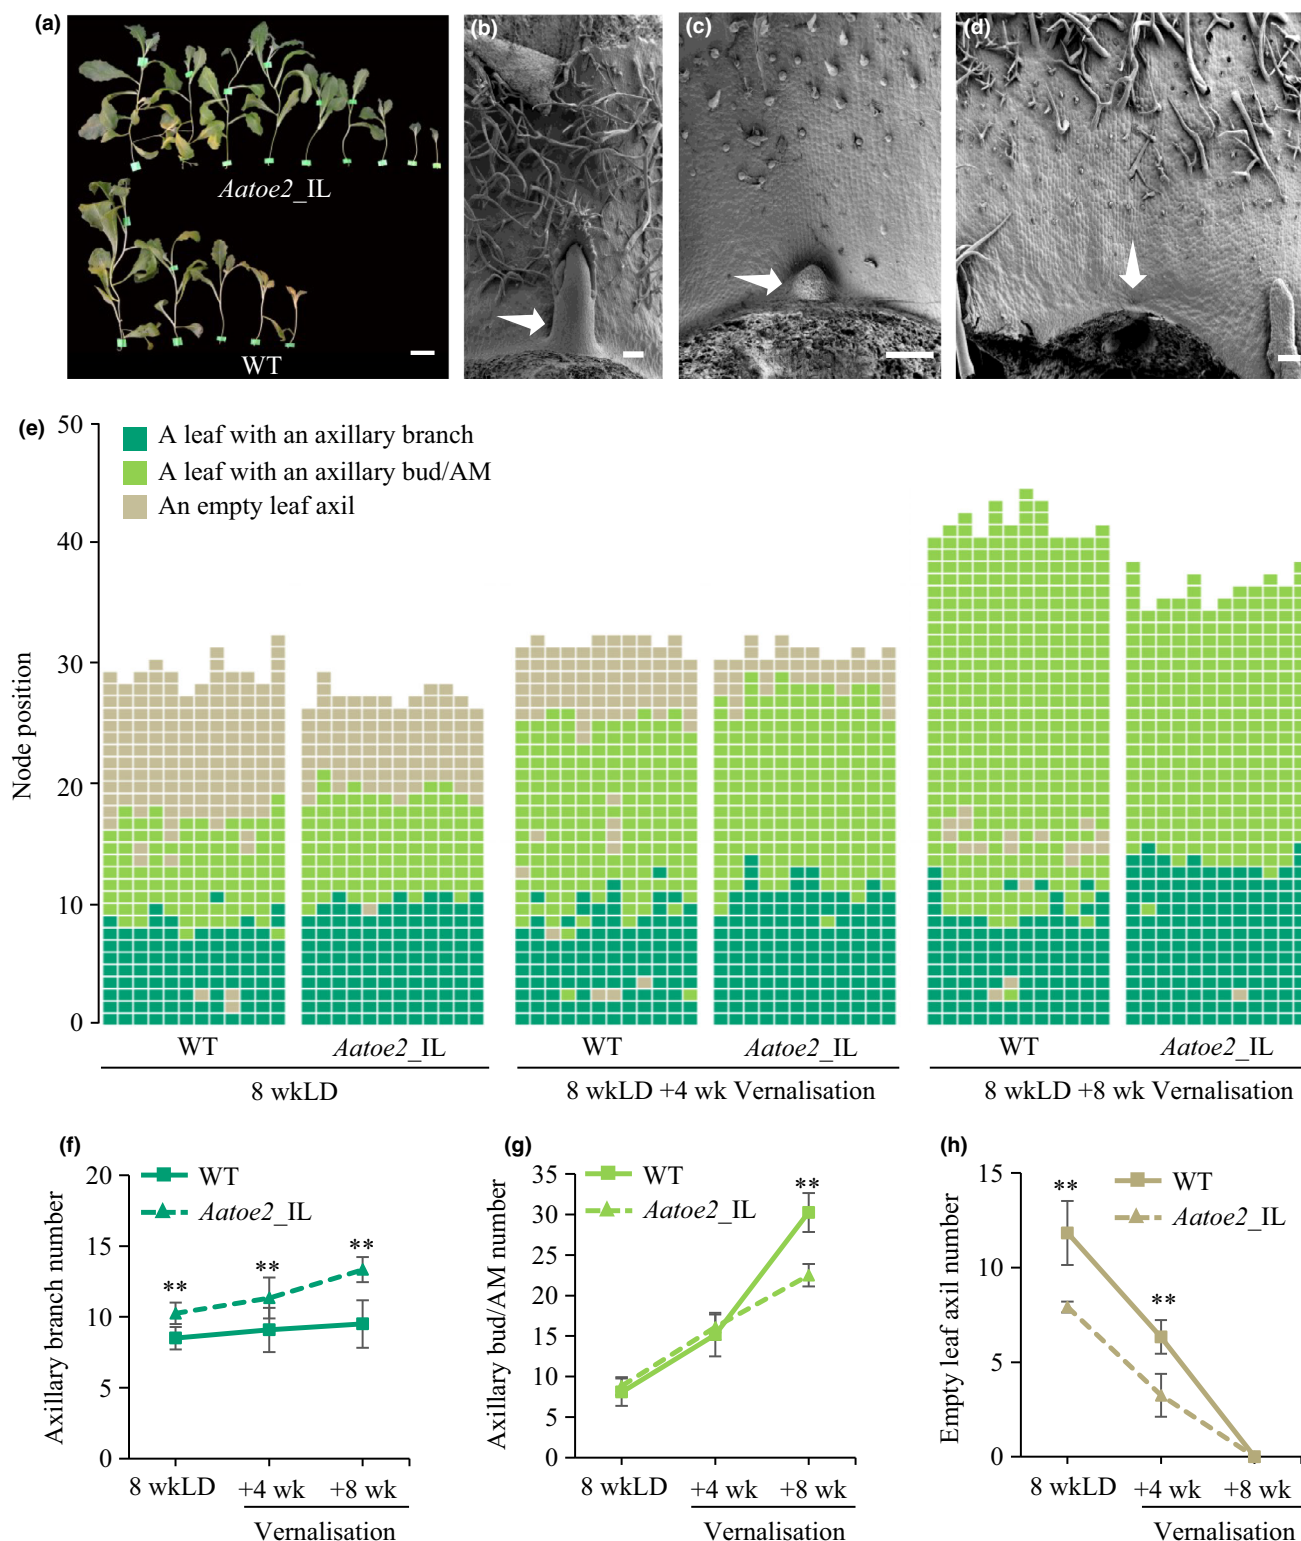 (a)
Aatoe2_IL
WT
(b)
(c)
(d)
(e)
50
40
30
20
10
0
Node position
A leaf with an axillary branch
A leaf with an axillary bud/AM
An empty leaf axil
WT
Aatoe2_IL
WT
Aatoe2_IL
WT
Aatoe2_IL
8 wkLD
8 wkLD +4 wk Vernalisation
8 wkLD +8 wk Vernalisation
(f)
20
15
10
5
0
Axillary branch number
WT
Aatoe2_IL
**
**
**
8 wkLD
+4 wk
+8 wk
Vernalisation
(g)
35
30
25
20
15
10
5
0
Axillary bud/AM number
WT
Aatoe2_IL
**
8 wkLD
+4 wk
+8 wk
Vernalisation
(h)
15
10
5
0
Empty leaf axil number
WT
Aatoe2_IL
**
**
8 wkLD
+4 wk
+8 wk
Vernalisation